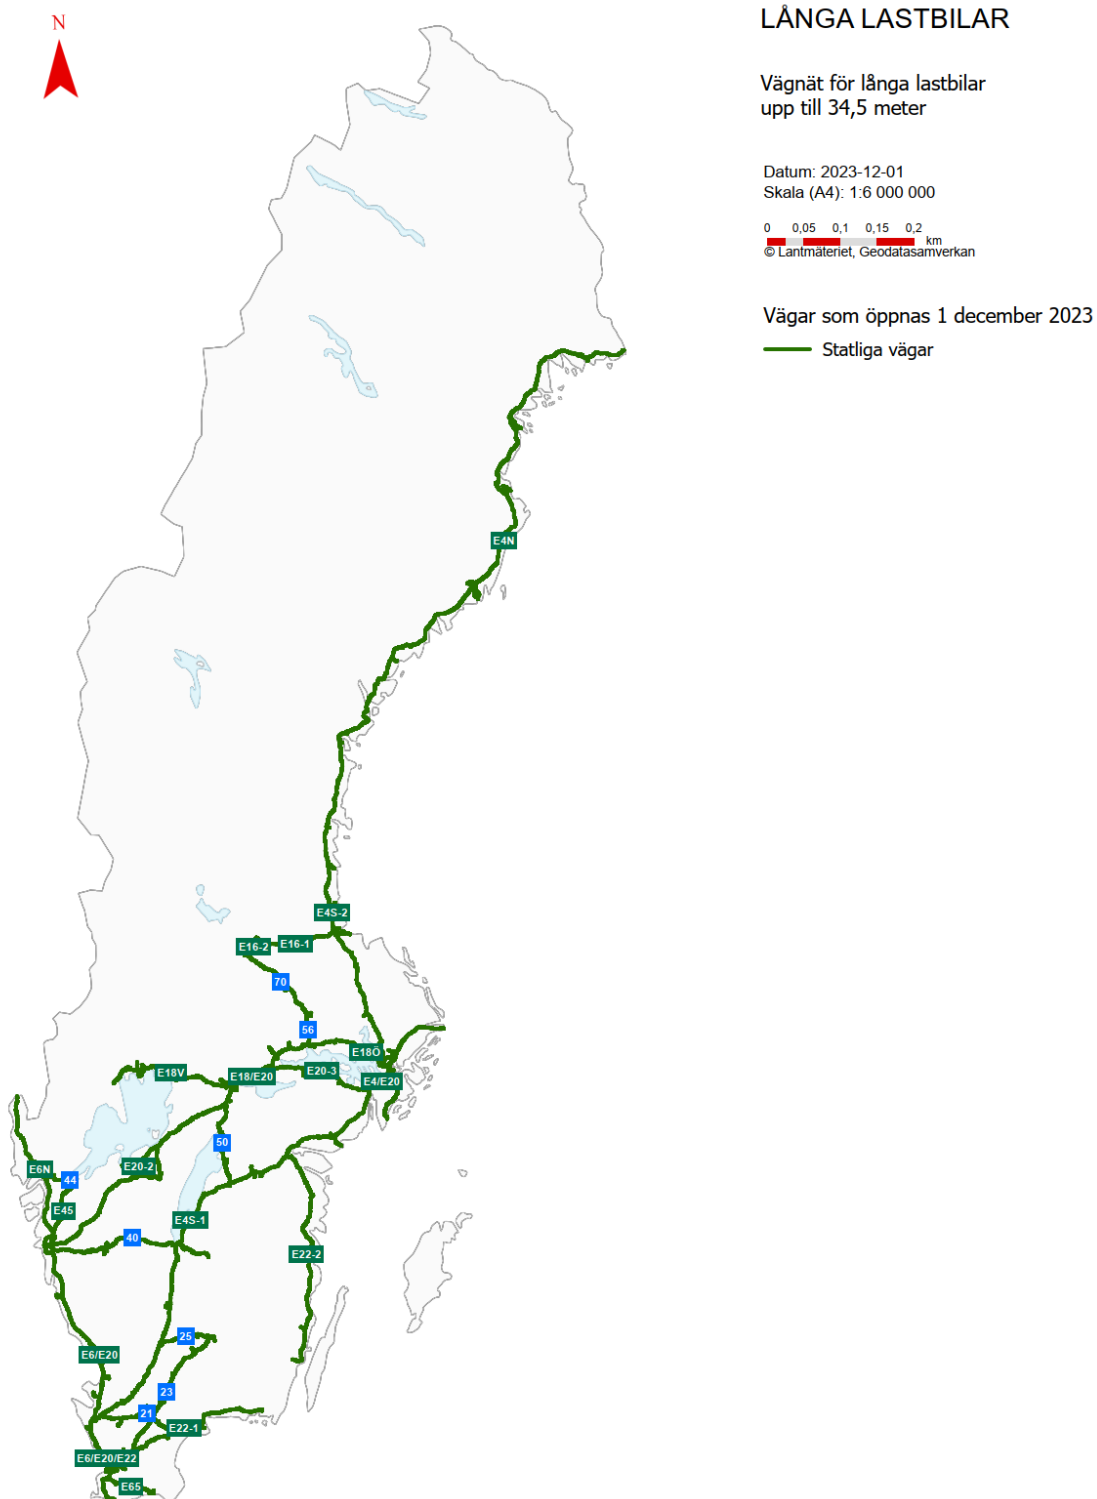 N
LÅNGA LASTBILAR
Vägnät för långa lastbilar
upp till 34,5 meter
Datum: 2023-12-01
Skala (A4): 1:6 000 000
0 0,05 0,1 0,15 0,2
km
© Lantmäteriet, Geodatasamverkan
Vägar som öppnas 1 december 2023
Statliga vägar
E4N
E4S-2
E16-2
E16-1
70
56
E18Ö
E18V
E18/E20
E20-3
E4/E20
50
E20-2
E6N
44
E45
E4S-1
40
E22-2
25
E6/E20
23
21
E22-1
E6/E20/E22
E65